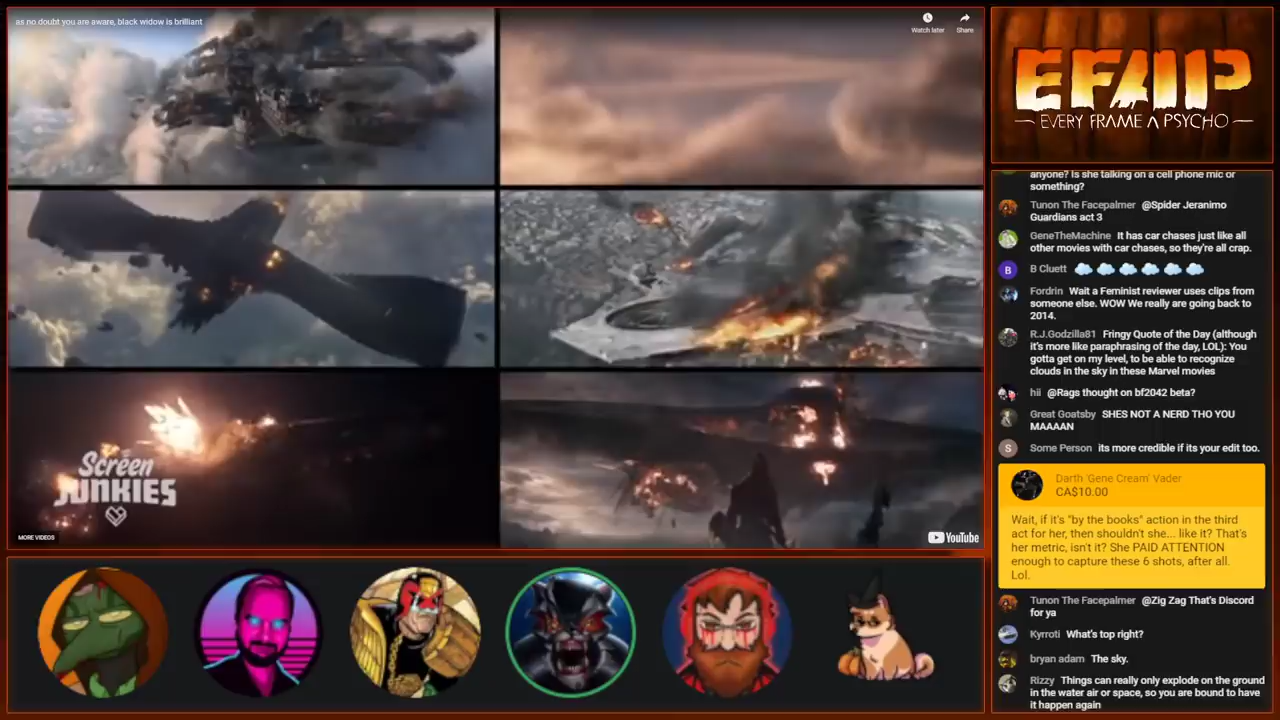 as no doubt you are aware, black widow is brilliant
Watch later
Share
Screen
JUNKIES
MORE VIDEOS
YouTube
EFAP
EVERY FRAME A PSYCHO
anyone? Is she talking on a cell phone mic or
something?
Tunon The Facepalmer @Spider Jeranimo
Guardians act 3
GeneTheMachine It has car chases just like all
other movies with car chases, so they're all crap.
B
B Cluett
Fordrin Wait a Feminist reviewer uses clips from
someone else. WOW We really are going back to
2014.
R.J.Godzilla81 Fringy Quote of the Day (although
it's more like paraphrasing of the day, LOL): You
gotta get on my level, to be able to recognize
clouds in the sky in these Marvel movies
hii @Rags thought on bf2042 beta?
Great Goatsby SHES NOT A NERD THO YOU
MAAAAN
S
Some Person its more credible if its your edit too.
Darth 'Gene Cream' Vader
CA$10.00
Wait, if it's "by the books" action in the third
act for her, then shouldn't she... like it? That's
her metric, isn't it? She PAID ATTENTION
enough to capture these 6 shots, after all.
Lol.
Tunon The Facepalmer @Zig Zag That's Discord
for ya
Kyrroti What's top right?
bryan adam The sky.
Rizzy Things can really only explode on the ground
in the water air or space, so you are bound to have
it happen again